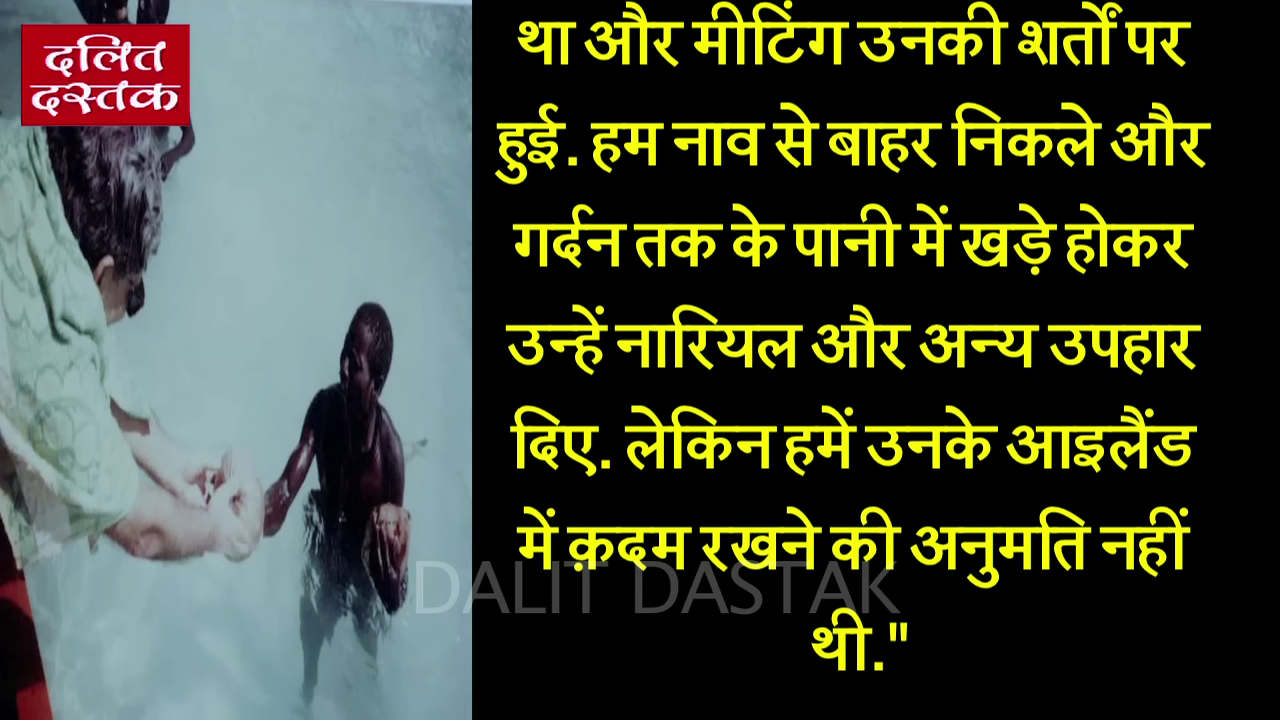 दलित
दस्तक
था और मीटिंग उनकी शर्तों पर
हुई. हम नाव से बाहर निकले और
गर्दन तक के पानी में खड़े होकर
उन्हें नारियल और अन्य उपहार
दिए. लेकिन हमें उनके आइलैंड
में क़दम रखने की अनुमति नहीं
थी."
DALIT DASTAK